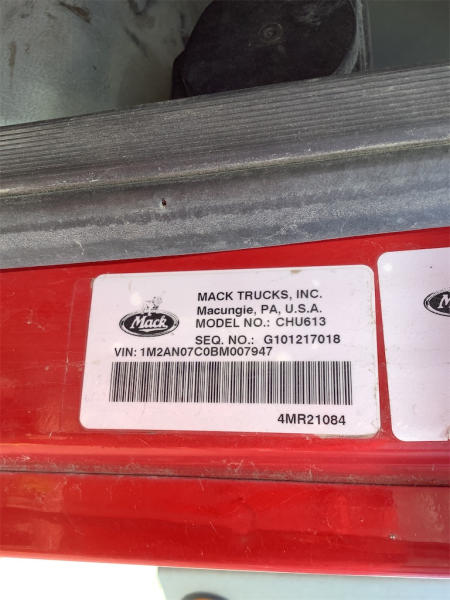 Mack
MACK TRUCKS, INC.
Macungie, PA, U.S.A.
MODEL NO.: CHU613
SEQ. NO.: G101217018
VIN: 1M2AN07C0BM007947
4MR21084